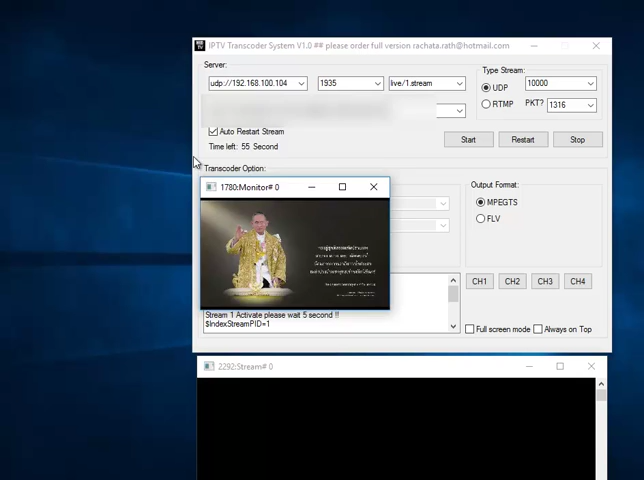 IPTV Transcoder System V1.0 ## please order full version rachata.rath@hotmail.com
Server:
udp://192.168.100.104
1935
live/1.stream
Type Stream:
UDP
10000
RTMP
PKT?
1316
Auto Restart Stream
Time left: 55 Second
Start
Restart
Stop
Transcoder Option:
1780:Monitor# 0
Output Format:
MPEGTS
FLV
CH1
CH2
CH3
CH4
Stream 1 Activate please wait 5 second !!
$IndexStreamPID=1
Full screen mode
Always on Top
2292:Stream# 0